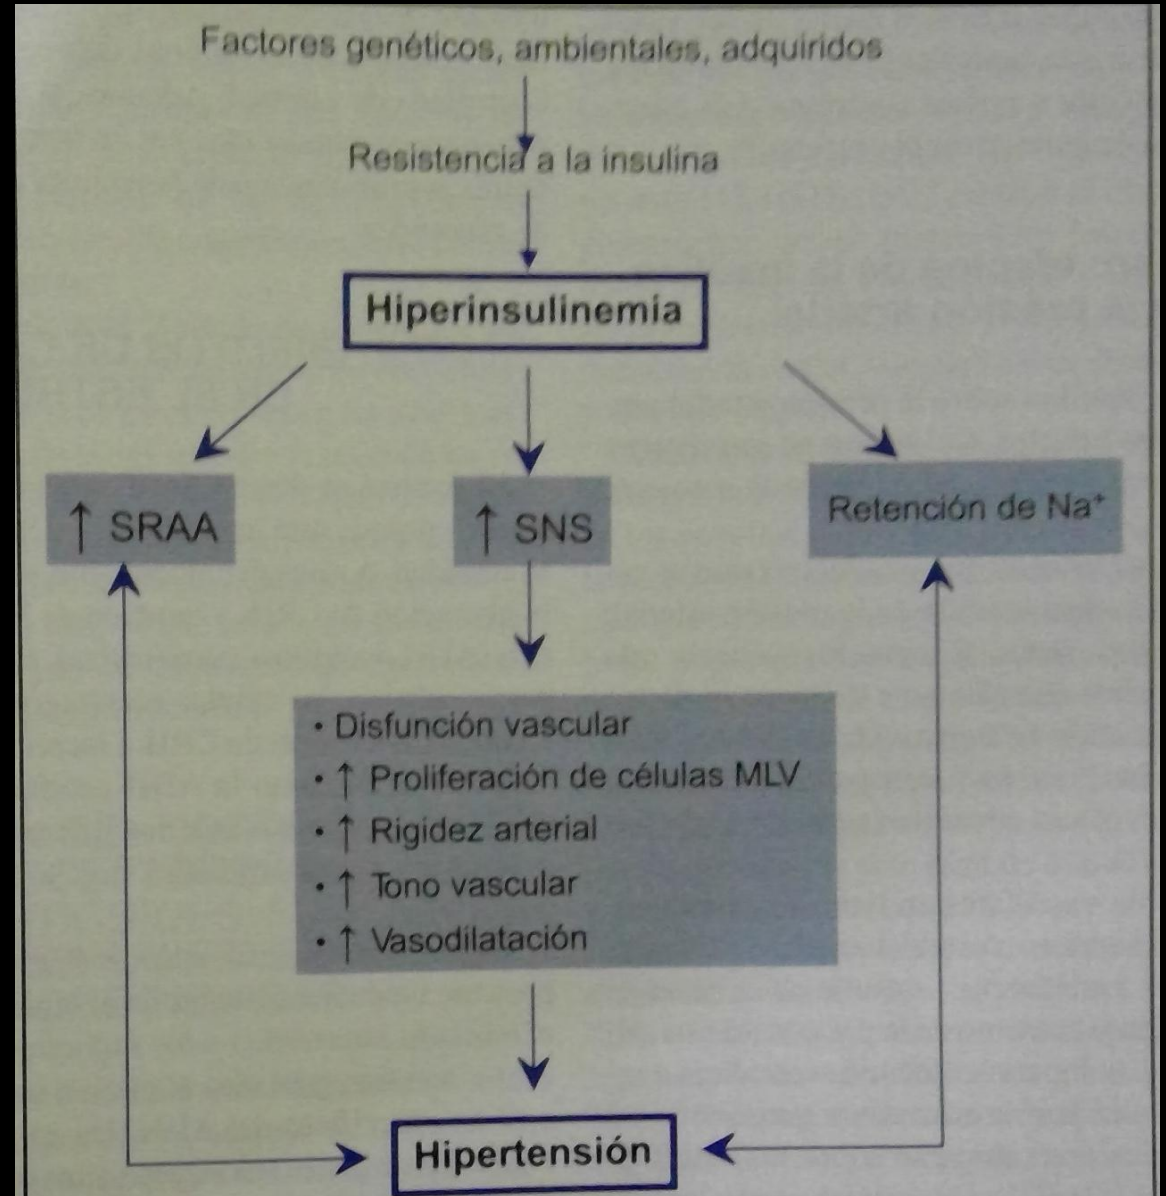 Factores genéticos, ambientales, adquiridos
Resistencia a la insulina
Hiperinsulinemia
↑ SRAA
↑ SNS
Retención de Na⁺
• Disfunción vascular
• ↑ Proliferación de células MLV
• ↑ Rigidez arterial
• ↑ Tono vascular
• ↑ Vasodilatación
Hipertensión